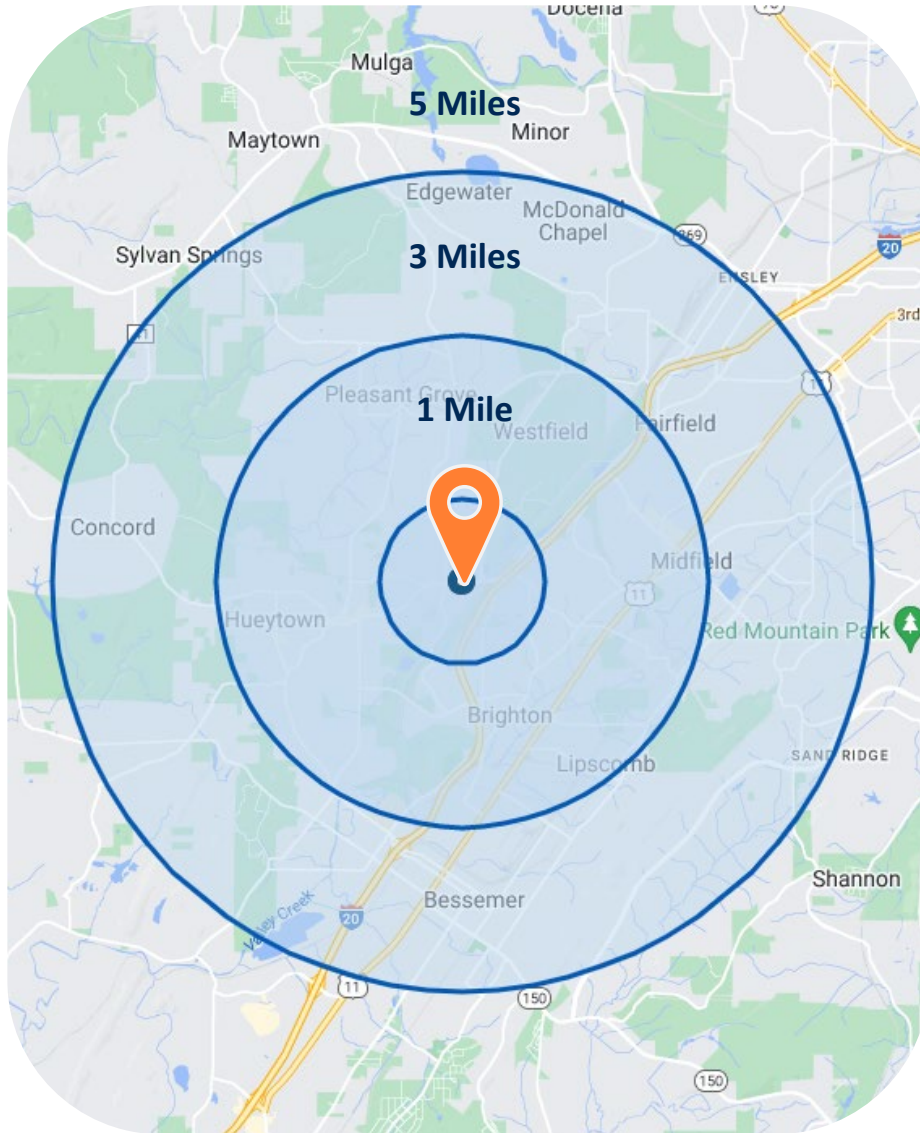 Docena
78
Mulga
5 Miles
Minor
Maytown
Edgewater
McDonald
Chapel
269
20
Sylvan Springs
3 Miles
ENSLEY
3rd
11
Pleasant Grove
1 Mile
Westfield
Fairfield
11
Concord
Midfield
11
Hueytown
Red Mountain Park
Brighton
Lipscomb
SAND RIDGE
Shannon
Bessemer
20
Valley Creek
11
150
150